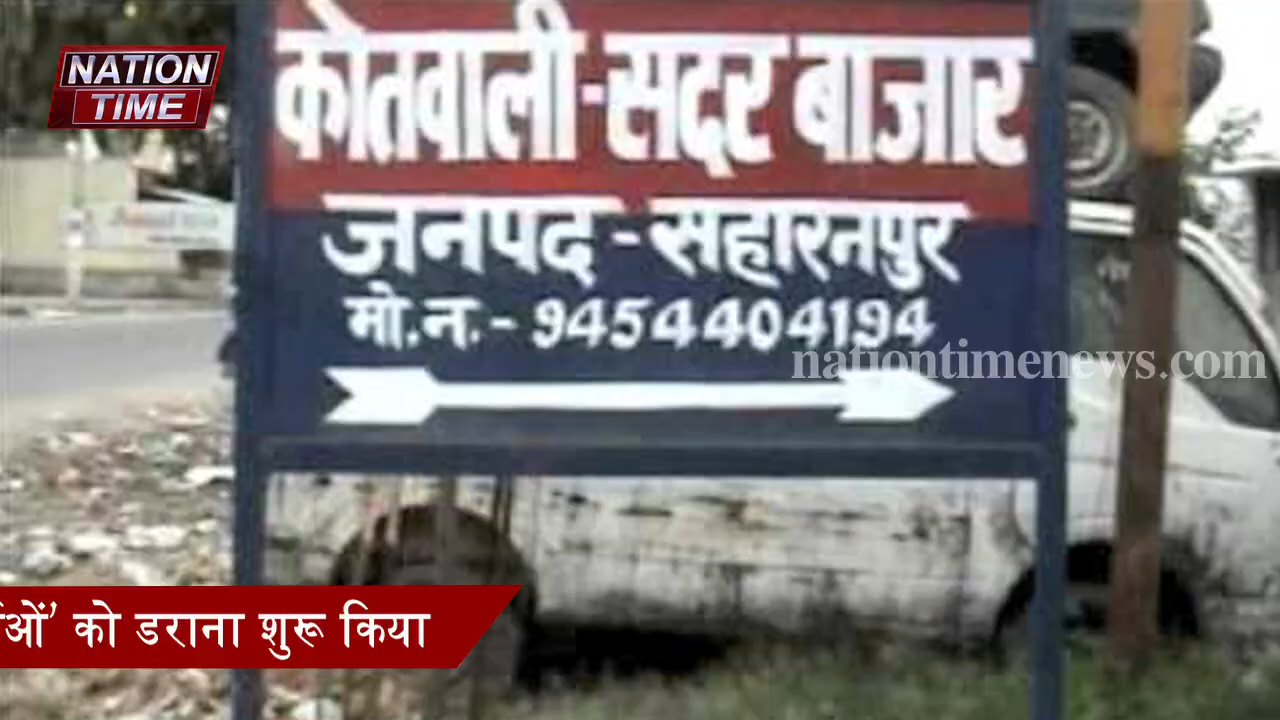 NATION
TIME
कोतवाली-सदर बाजार
जनपद-सहारनपुर
मो.न.-9454404194
nationtimenews.com
को डराना शुरू किया